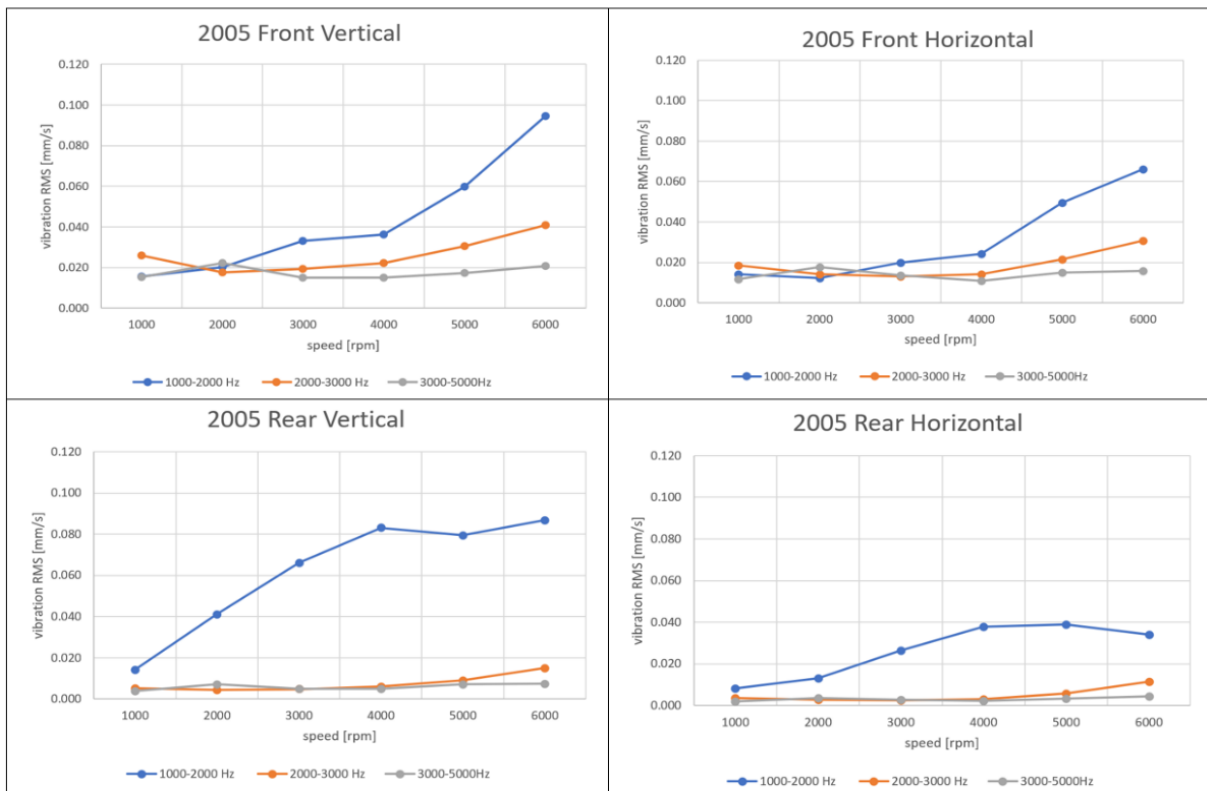 2005 Front Vertical
0.120
0.100
0.080
0.060
0.040
0.020
0.000
vibration RMS [mm/s]
1000 2000 3000 4000 5000 6000
speed [rpm]
1000-2000 Hz 2000-3000 Hz 3000-5000Hz
2005 Front Horizontal
0.120
0.100
0.080
0.060
0.040
0.020
0.000
vibration RMS [mm/s]
1000 2000 3000 4000 5000 6000
speed [rpm]
1000-2000 Hz 2000-3000 Hz 3000-5000Hz
2005 Rear Vertical
0.120
0.100
0.080
0.060
0.040
0.020
0.000
vibration RMS [mm/s]
1000 2000 3000 4000 5000 6000
speed [rpm]
1000-2000 Hz 2000-3000 Hz 3000-5000Hz
2005 Rear Horizontal
0.120
0.100
0.080
0.060
0.040
0.020
0.000
vibration RMS [mm/s]
1000 2000 3000 4000 5000 6000
speed [rpm]
1000-2000 Hz 2000-3000 Hz 3000-5000Hz